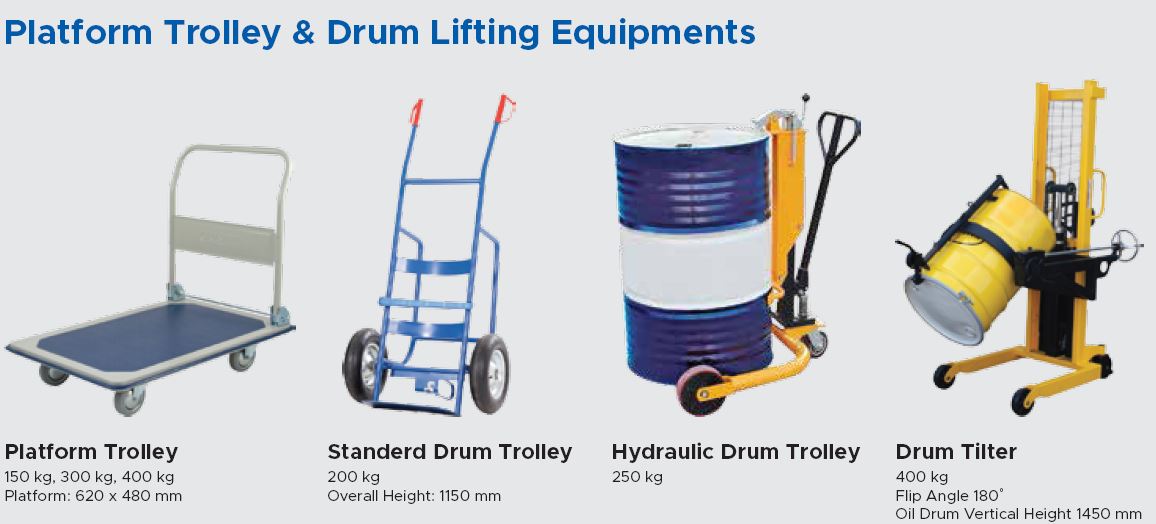 Platform Trolley & Drum Lifting Equipments
Platform Trolley
150 kg, 300 kg, 400 kg
Platform: 620 x 480 mm
Standerd Drum Trolley
200 kg
Overall Height: 1150 mm
Hydraulic Drum Trolley
250 kg
Drum Tilter
400 kg
Flip Angle 180°
Oil Drum Vertical Height 1450 mm